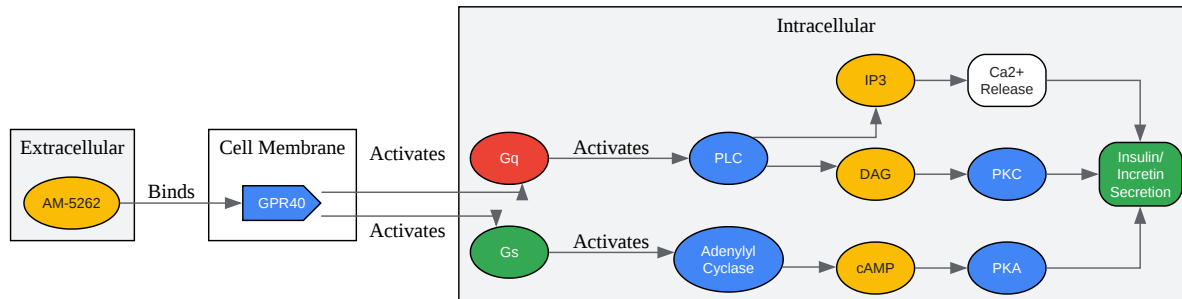 Intracellular
IP3
Ca2+
Release
Extracellular
Cell Membrane
Activates
Gq
Activates
PLC
DAG
PKC
Insulin/
Incretin
Secretion
AM-5262
Binds
GPR40
Activates
Gs
Activates
Adenylyl
Cyclase
cAMP
PKA